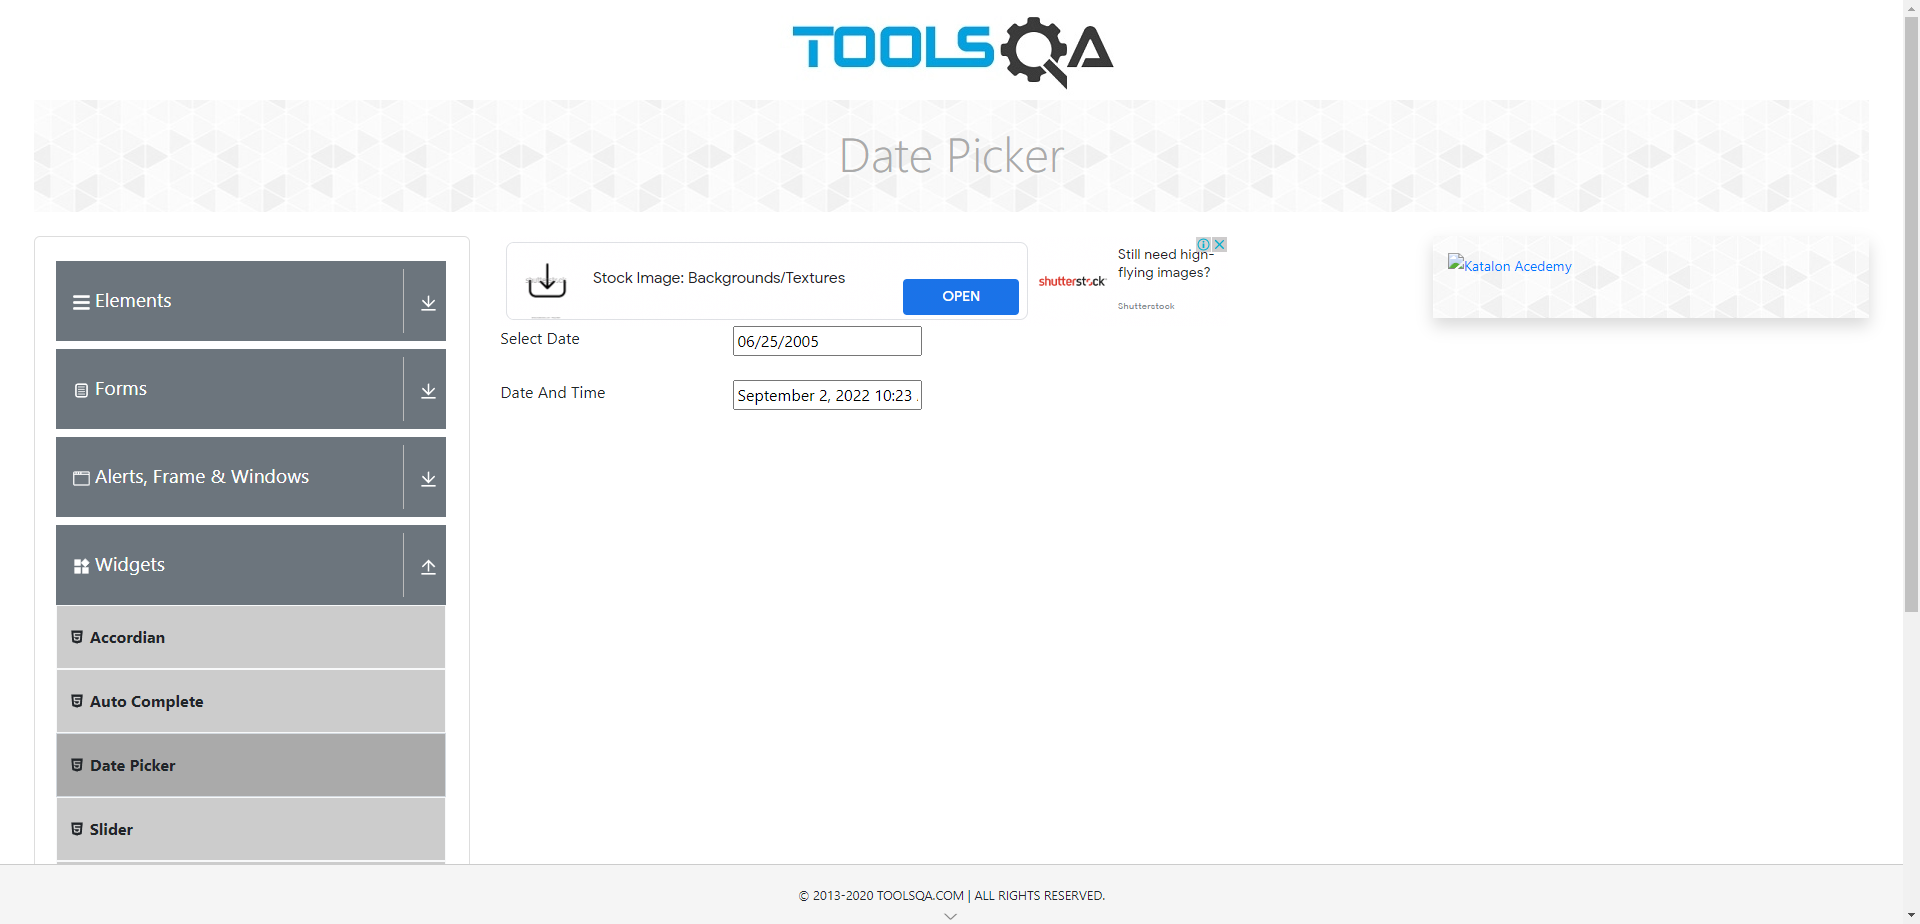 TOOLSQA
Date Picker
Elements
Forms
Alerts, Frame & Windows
Widgets
Accordian
Auto Complete
Date Picker
Slider
Stock Image: Backgrounds/Textures
OPEN
shutterstock
Still need high-
flying images?
Shutterstock
Katalon Acedemy
Select Date
06/25/2005
Date And Time
September 2, 2022 10:23
© 2013-2020 TOOLSQA.COM | ALL RIGHTS RESERVED.